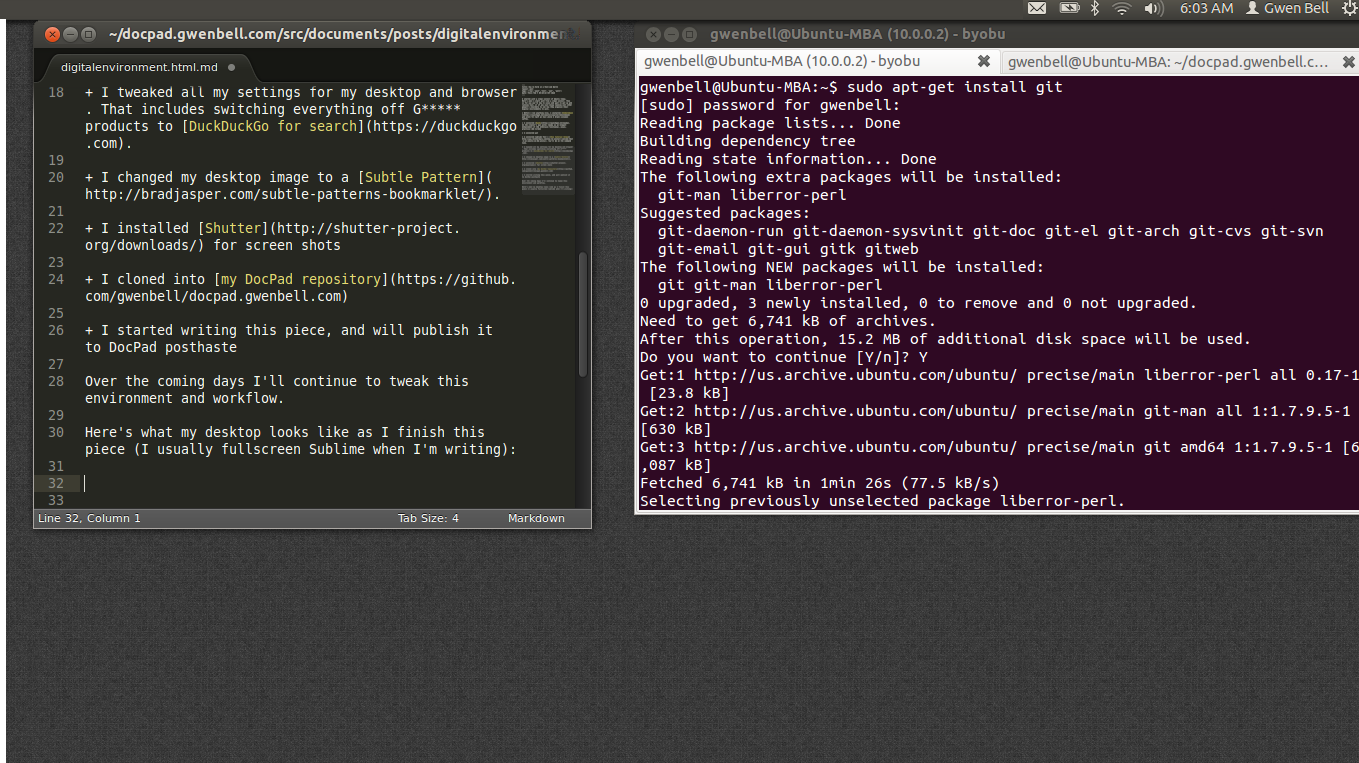 6:03 AM Gwen Bell
~/docpad.gwenbell.com/src/documents/posts/digitalenvironmen
digitalenvironment.html.md
18 + I tweaked all my settings for my desktop and browser
. That includes switching everything off G*****
products to [DuckDuckGo for search](https://duckduckgo
.com).
19
20 + I changed my desktop image to a [Subtle Pattern](
http://bradjasper.com/subtle-patterns-bookmarklet/).
21
22 + I installed [Shutter](http://shutter-project.
org/downloads/) for screen shots
23
24 + I cloned into [my DocPad repository](https://github.
com/gwenbell/docpad.gwenbell.com)
25
26 + I started writing this piece, and will publish it
to DocPad posthaste
27
28 Over the coming days I'll continue to tweak this
environment and workflow.
29
30 Here's what my desktop looks like as I finish this
piece (I usually fullscreen Sublime when I'm writing):
31
32
33
Line 32, Column 1 Tab Size: 4 Markdown
gwenbell@Ubuntu-MBA (10.0.0.2) - byobu
gwenbell@Ubuntu-MBA (10.0.0.2) - byobu gwenbell@Ubuntu-MBA: ~/docpad.gwenbell.c...
gwenbell@Ubuntu-MBA:~$ sudo apt-get install git
[sudo] password for gwenbell:
Reading package lists... Done
Building dependency tree
Reading state information... Done
The following extra packages will be installed:
git-man liberror-perl
Suggested packages:
git-daemon-run git-daemon-sysvinit git-doc git-el git-arch git-cvs git-svn
git-email git-gui gitk gitweb
The following NEW packages will be installed:
git git-man liberror-perl
0 upgraded, 3 newly installed, 0 to remove and 0 not upgraded.
Need to get 6,741 kB of archives.
After this operation, 15.2 MB of additional disk space will be used.
Do you want to continue [Y/n]? Y
Get:1 http://us.archive.ubuntu.com/ubuntu/ precise/main liberror-perl all 0.17-1
[23.8 kB]
Get:2 http://us.archive.ubuntu.com/ubuntu/ precise/main git-man all 1:1.7.9.5-1
[630 kB]
Get:3 http://us.archive.ubuntu.com/ubuntu/ precise/main git amd64 1:1.7.9.5-1 [6
,087 kB]
Fetched 6,741 kB in 1min 26s (77.5 kB/s)
Selecting previously unselected package liberror-perl.